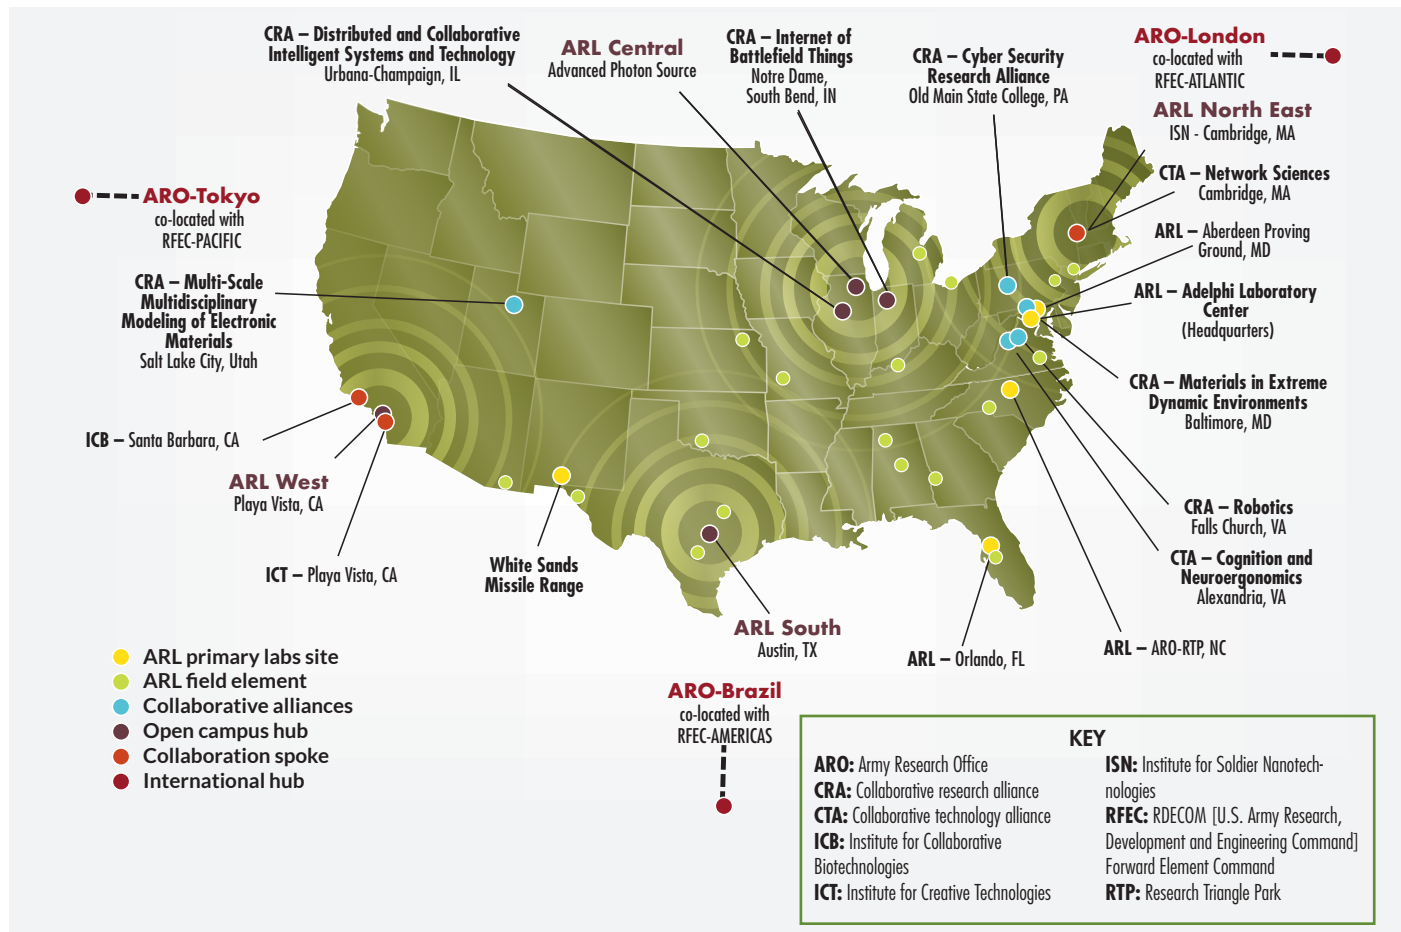 CRA – Distributed and Collaborative
Intelligent Systems and Technology
Urbana-Champaign, IL
ARL Central
Advanced Photon Source
CRA – Internet of
Battlefield Things
Notre Dame,
South Bend, IN
CRA – Cyber Security
Research Alliance
Old Main State College, PA
ARO-London
co-located with
RFEC-ATLANTIC
ARL North East
ISN - Cambridge, MA
CTA – Network Sciences
Cambridge, MA
ARL – Aberdeen Proving
Ground, MD
ARL – Adelphi Laboratory
Center
(Headquarters)
CRA – Materials in Extreme
Dynamic Environments
Baltimore, MD
CRA – Robotics
Falls Church, VA
CTA – Cognition and
Neuroergonomics
Alexandria, VA
ARL – ARO-RTP, NC
ARL – Orlando, FL
ARO-Tokyo
co-located with
RFEC-PACIFIC
CRA – Multi-Scale
Multidisciplinary
Modeling of Electronic
Materials
Salt Lake City, Utah
ICB – Santa Barbara, CA
ARL West
Playa Vista, CA
ICT – Playa Vista, CA
White Sands
Missile Range
ARL South
Austin, TX
ARO-Brazil
co-located with
RFEC-AMERICAS
ARL primary labs site
ARL field element
Collaborative alliances
Open campus hub
Collaboration spoke
International hub
KEY
ARO: Army Research Office
CRA: Collaborative research alliance
CTA: Collaborative technology alliance
ICB: Institute for Collaborative
Biotechnologies
ICT: Institute for Creative Technologies
ISN: Institute for Soldier Nanotech-
nologies
RFEC: RDECOM [U.S. Army Research,
Development and Engineering Command]
Forward Element Command
RTP: Research Triangle Park